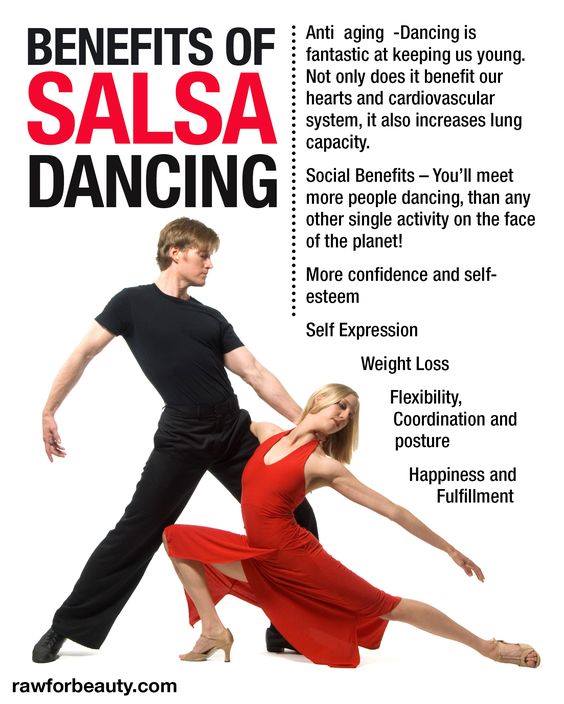 BENEFITS OF
SALSA
DANCING
Anti aging -Dancing is
fantastic at keeping us young.
Not only does it benefit our
hearts and cardiovascular
system, it also increases lung
capacity.
Social Benefits – You'll meet
more people dancing, than any
other single activity on the face
of the planet!
More confidence and self-
esteem
Self Expression
Weight Loss
Flexibility,
Coordination and
posture
Happiness and
Fulfillment
rawforbeauty.com